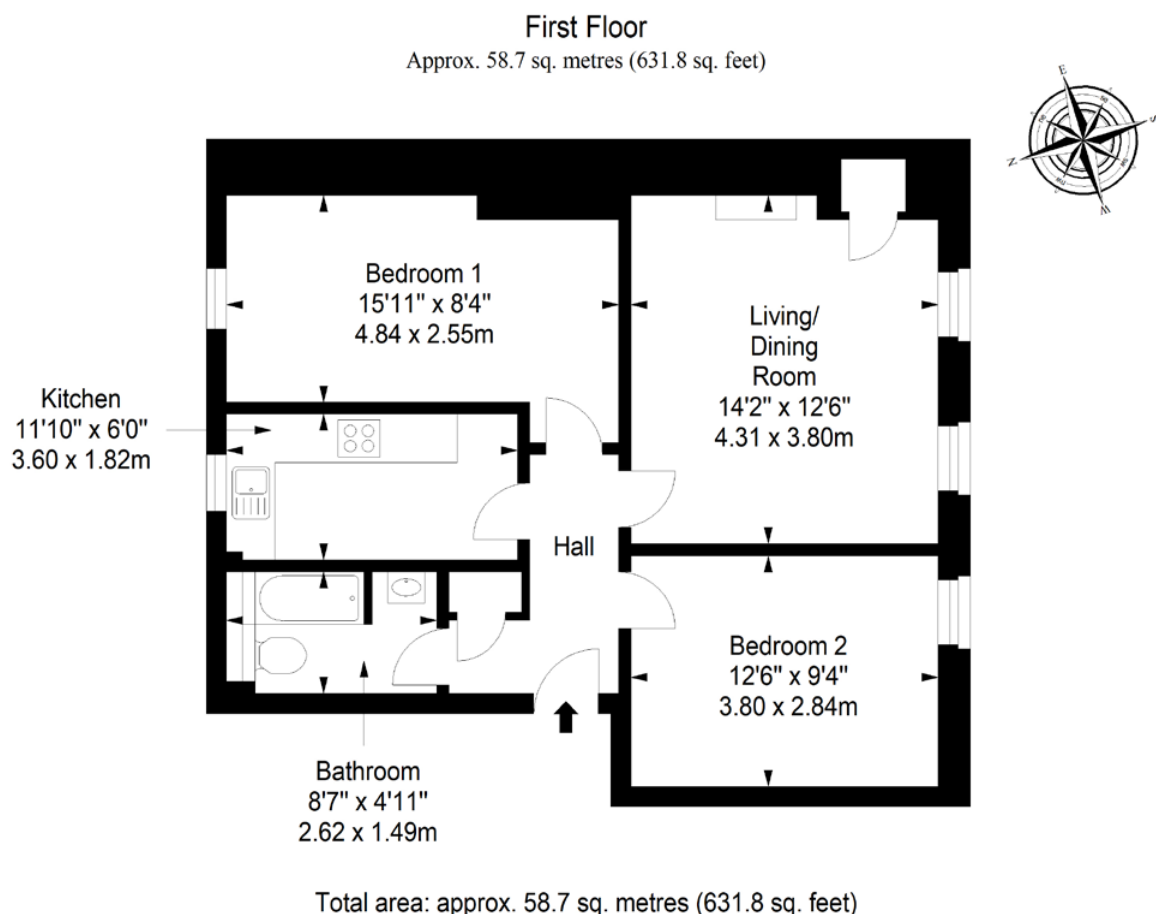 First Floor
Approx. 58.7 sq. metres (631.8 sq. feet)
E
S
N
W
Bedroom 1
15'11" x 8'4"
4.84 x 2.55m
Living/
Dining
Room
14'2" x 12'6"
4.31 x 3.80m
Kitchen
11'10" x 6'0"
3.60 x 1.82m
Hall
Bedroom 2
12'6" x 9'4"
3.80 x 2.84m
Bathroom
8'7" x 4'11"
2.62 x 1.49m
Total area: approx. 58.7 sq. metres (631.8 sq. feet)